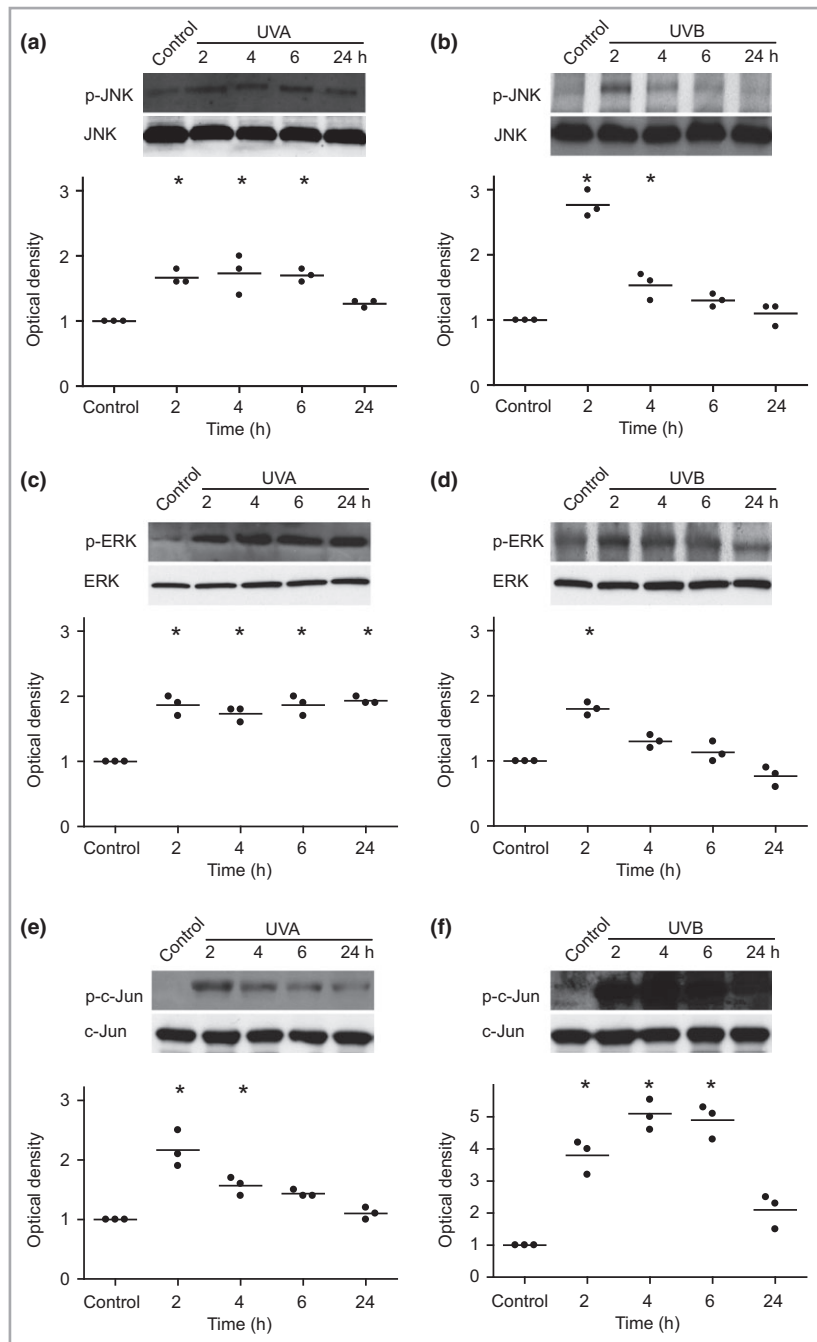 (a)
Control
UVA
2 4 6 24 h
p-JNK
JNK
* * *
3
2
1
0
Optical density
Control 2 4 6 24
Time (h)
(b)
Control
UVB
2 4 6 24 h
p-JNK
JNK
* *
3
2
1
0
Optical density
Control 2 4 6 24
Time (h)
(c)
Control
UVA
2 4 6 24 h
p-ERK
ERK
* * * *
3
2
1
0
Optical density
Control 2 4 6 24
Time (h)
(d)
Control
UVB
2 4 6 24 h
p-ERK
ERK
*
3
2
1
0
Optical density
Control 2 4 6 24
Time (h)
(e)
Control
UVA
2 4 6 24 h
p-c-Jun
c-Jun
* *
3
2
1
0
Optical density
Control 2 4 6 24
Time (h)
(f)
Control
UVB
2 4 6 24 h
p-c-Jun
c-Jun
* * *
5
4
3
2
1
0
Optical density
Control 2 4 6 24
Time (h)